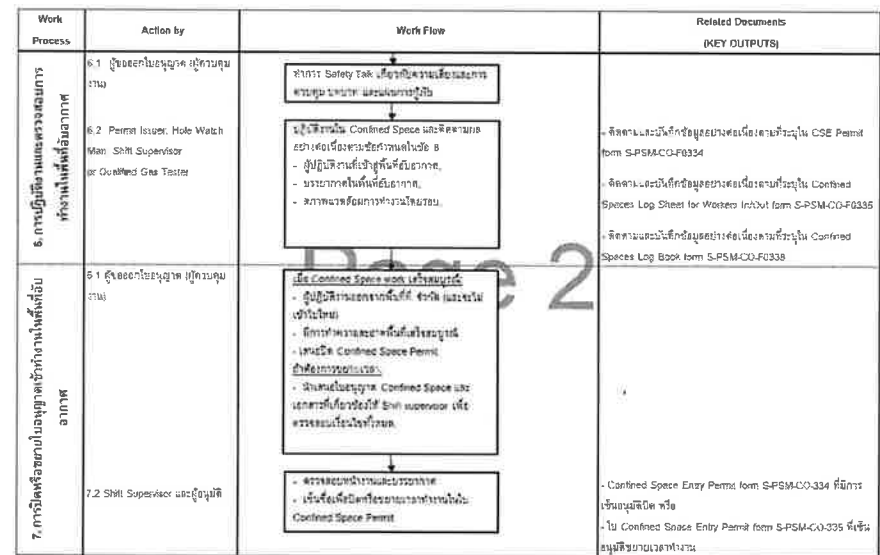 Work
Process
Action by
Work Flow
Related Documents
(KEY OUTPUTS)
6. การปฏิบัติงานและตรวจสอบการ
ทำงานในพื้นที่อับอากาศ
6.1 ผู้ขอออกใบอนุญาต (ผู้ควบคุม
งาน)
ทำการ Safety Talk เกี่ยวกับความเสี่ยงและการ
ควบคุม บทบาท และแผนการกู้ภัย
6.2 Permit Issuer, Hole Watch
Man, Shift Supervisor
or Qualified Gas Tester
ปฏิบัติงานใน Confined Space และติดตามผล
อย่างต่อเนื่องตามข้อกำหนดในข้อ 8
- ผู้ปฏิบัติงานที่เข้าสู่พื้นที่อับอากาศ,
- บรรยากาศในพื้นที่อับอากาศ,
- สภาพแวดล้อมการทำงานโดยรอบ,
- ติดตามและบันทึกข้อมูลอย่างต่อเนื่องตามที่ระบุใน CSE Permit
form S-PSM-CO-F0334
- ติดตามและบันทึกข้อมูลอย่างต่อเนื่องตามที่ระบุใน Confined
Spaces Log Sheet for Workers In/Out form S-PSM-CO-F0335
- ติดตามและบันทึกข้อมูลอย่างต่อเนื่องตามที่ระบุใน Confined
Spaces Log Book form S-PSM-CO-F0338
Page 2
7. การปิดหรือขยายใบอนุญาตเข้าทำงานในพื้นที่อับ
อากาศ
6.1 ผู้ขอออกใบอนุญาต (ผู้ควบคุม
งาน)
เมื่อ Confined Space work เสร็จสมบูรณ์:
- ผู้ปฏิบัติงานออกจากพื้นที่ที่ จำกัด (และจะไม่
เข้าไปใหม่)
- มีการทำความสะอาดพื้นที่เสร็จสมบูรณ์
- เสนอปิด Confined Space Permit
ถ้าต้องการขยายเวลา:
- นำเสนอใบอนุญาต Confined Space และ
เอกสารที่เกี่ยวข้องให้ Shift supervisor เพื่อ
ตรวจสอบเงื่อนไขทั้งหมด,
7.2 Shift Supervisor และผู้อนุมัติ
- ตรวจสอบหน้างานและบรรยากาศ
- เซ็นชื่อเพื่อปิดหรือขยายเวลาทำงานในใบ
Confined Space Permit
- Confined Space Entry Permit form S-PSM-CO-334 ที่มีการ
เซ็นอนุมัติปิด หรือ
- ใบ Confined Space Entry Permit form S-PSM-CO-335 ที่เซ็น
อนุมัติขยายเวลาทำงาน